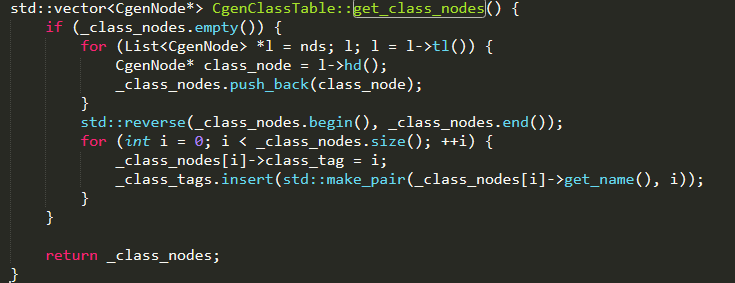 std::vector<CgenNode*> CgenClassTable::get_class_nodes() {
    if (_class_nodes.empty()) {
        for (List<CgenNode> *l = nds; l; l = l->tl()) {
            CgenNode* class_node = l->hd();
            _class_nodes.push_back(class_node);
        }
        std::reverse(_class_nodes.begin(), _class_nodes.end());
        for (int i = 0; i < _class_nodes.size(); ++i) {
            _class_nodes[i]->class_tag = i;
            _class_tags.insert(std::make_pair(_class_nodes[i]->get_name(), i));
        }
    }

    return _class_nodes;
}